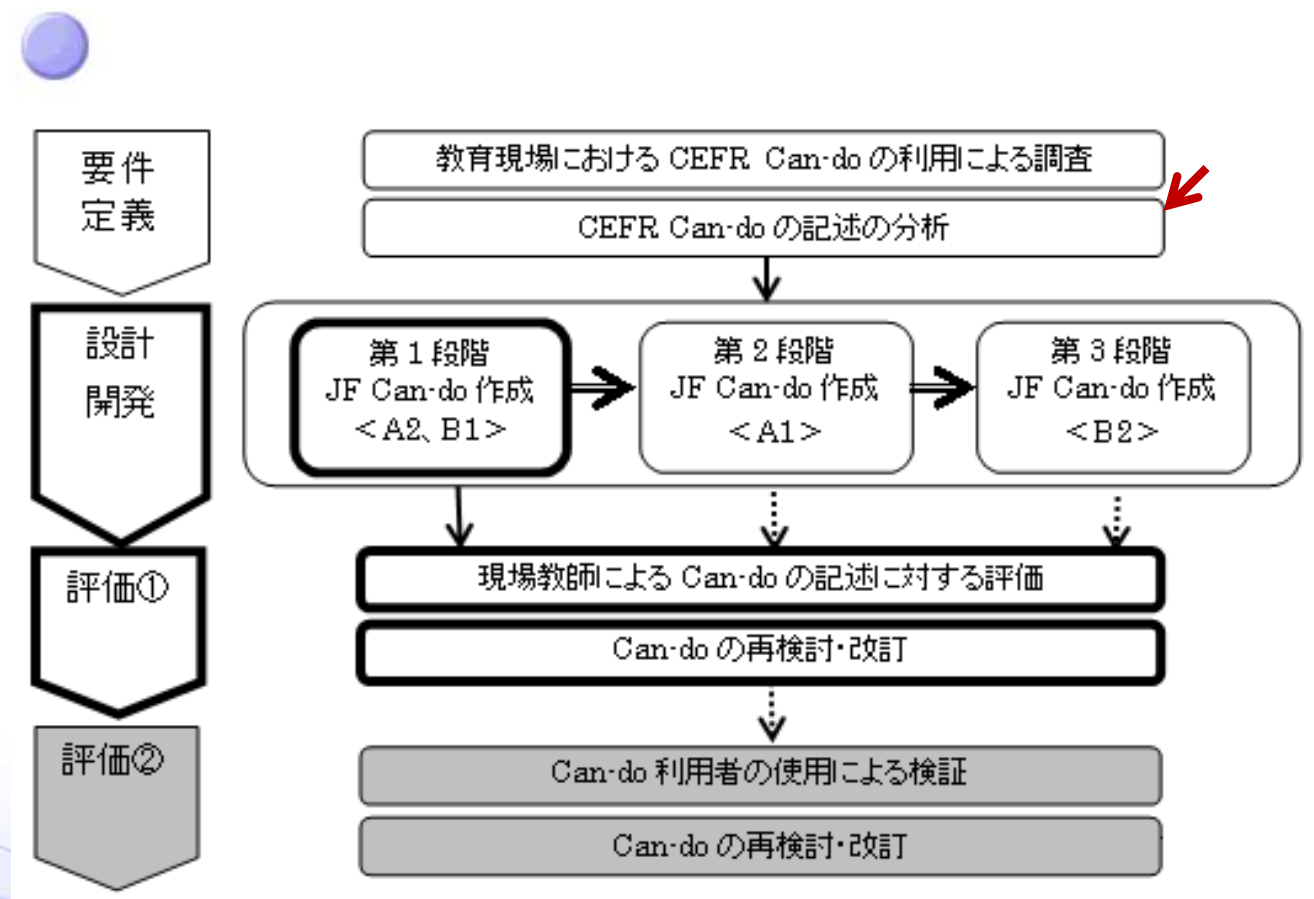 要件
定義
教育現場における CEFR Can-do の利用による調査
CEFR Can-do の記述の分析
設計
開発
第1段階
JF Can-do 作成
<A2、B1>
第2段階
JF Can-do 作成
<A1>
第3段階
JF Can-do 作成
<B2>
評価①
現場教師による Can-do の記述に対する評価
Can-do の再検討・改訂
評価②
Can-do 利用者の使用による検証
Can-do の再検討・改訂